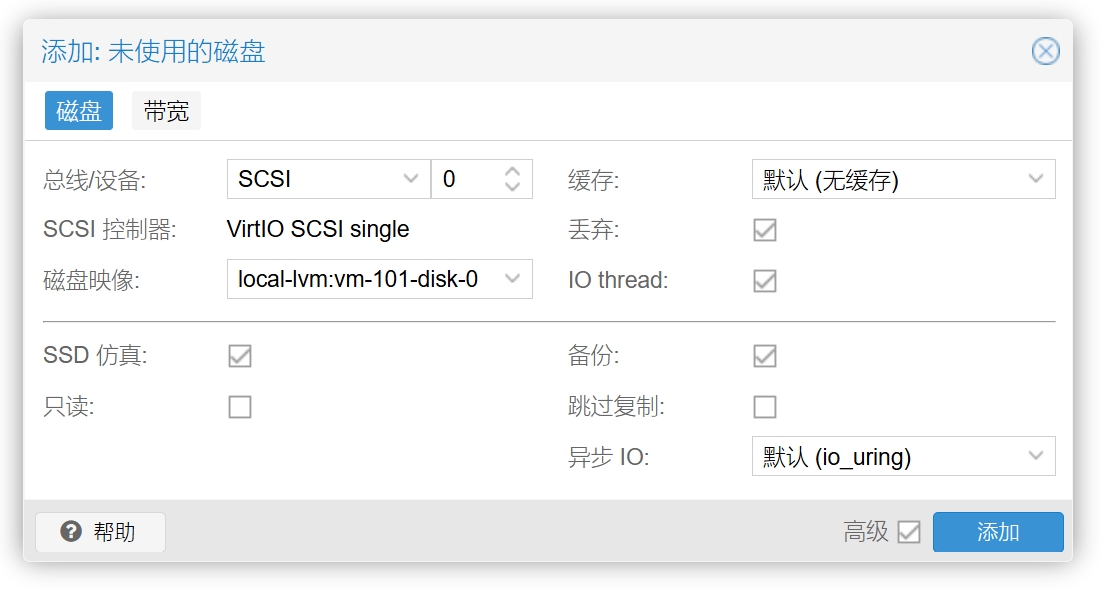 添加: 未使用的磁盘
磁盘 带宽
总线/设备: SCSI 0 缓存: 默认 (无缓存)
SCSI 控制器: VirtIO SCSI single 丢弃:
磁盘映像: local-lvm:vm-101-disk-0 IO thread:
SSD 仿真: 备份:
只读: 跳过复制:
异步 IO: 默认 (io_uring)
帮助 高级 添加